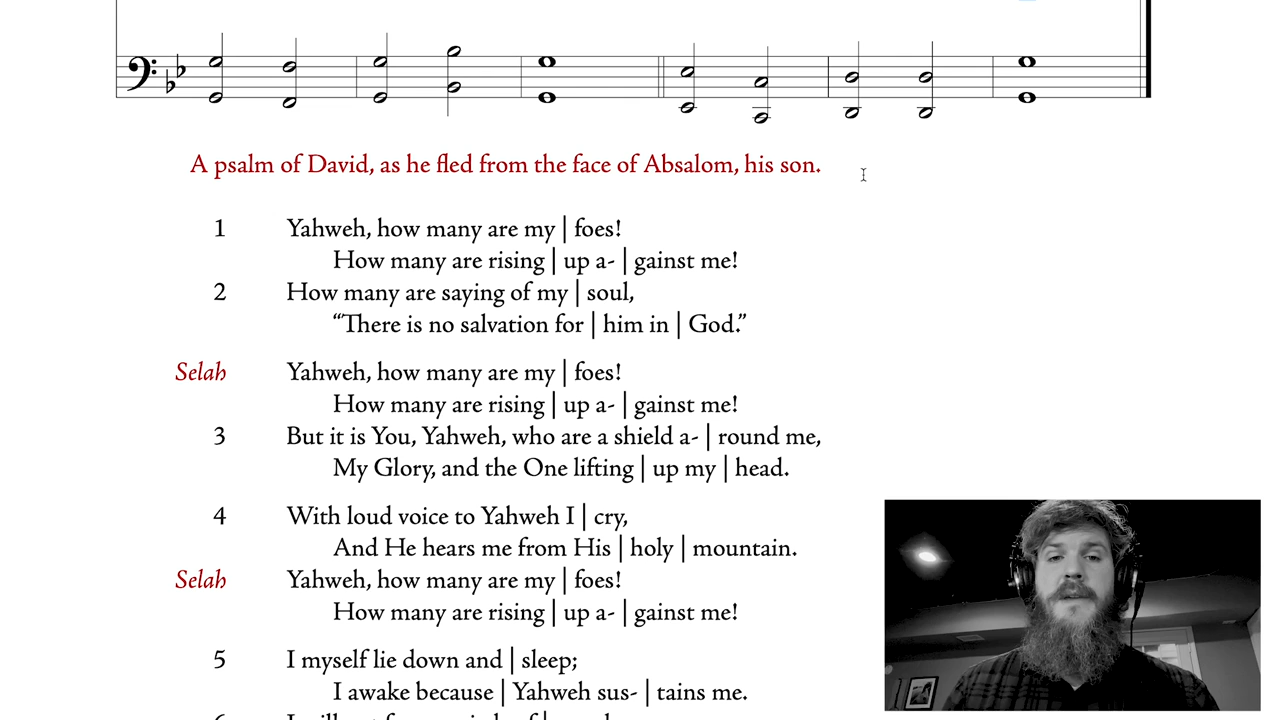 A psalm of David, as he fled from the face of Absalom, his son.
1 Yahweh, how many are my | foes!
How many are rising | up a- | gainst me!
2 How many are saying of my | soul,
“There is no salvation for | him in | God.”
Selah Yahweh, how many are my | foes!
How many are rising | up a- | gainst me!
3 But it is You, Yahweh, who are a shield a- | round me,
My Glory, and the One lifting | up my | head.
4 With loud voice to Yahweh I | cry,
And He hears me from His | holy | mountain.
Selah Yahweh, how many are my | foes!
How many are rising | up a- | gainst me!
5 I myself lie down and | sleep;
I awake because | Yahweh sus- | tains me.